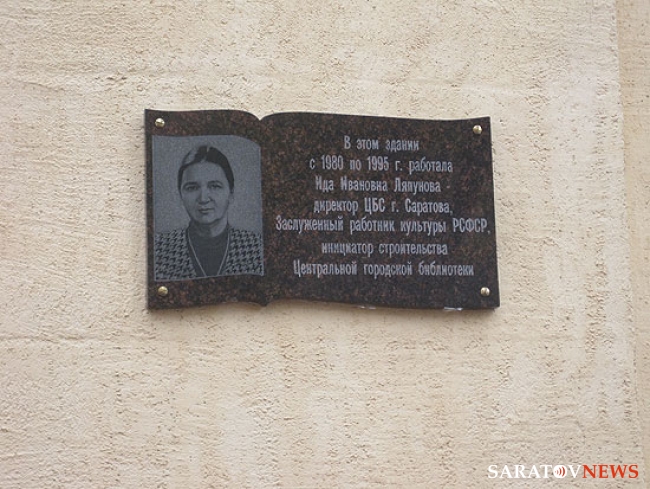 В этом здании
с 1980 по 1995 г. работала
Ида Ивановна Ляпунова -
директор ЦБС г. Саратова,
Заслуженный работник культуры РСФСР,
инициатор строительства
Центральной городской библиотеки
SARATOVNEWS